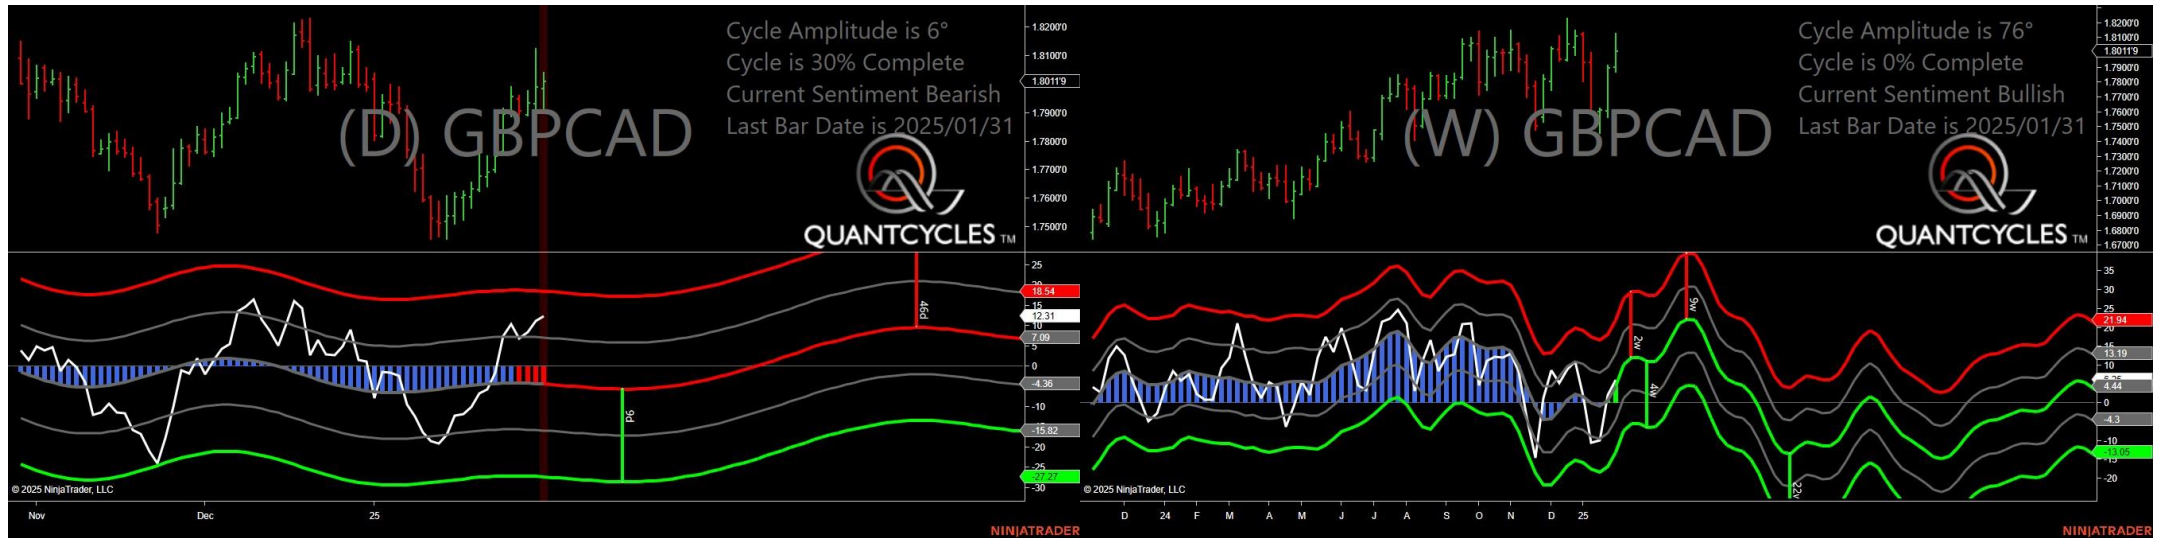 Cycle Amplitude is 6°
Cycle is 30% Complete
Current Sentiment Bearish
Last Bar Date is 2025/01/31
(D) GBPCAD
QUANTCYCLES TM
1.8200'0
1.8100'0
1.8011'9
1.7900'0
1.7800'0
1.7700'0
1.7600'0
1.7500'0
25
18.54
15
12.31
10
7.09
5
0
-4.36
-10
-15.82
-20
-25
-27.27
-30
46d
9d
© 2025 NinjaTrader, LLC
Nov Dec 25
NINJATRADER
Cycle Amplitude is 76°
Cycle is 0% Complete
Current Sentiment Bullish
Last Bar Date is 2025/01/31
(W) GBPCAD
QUANTCYCLES TM
1.8200'0
1.8100'0
1.8011'9
1.7900'0
1.7800'0
1.7700'0
1.7600'0
1.7500'0
1.7300'0
1.7200'0
1.7100'0
1.7000'0
1.6900'0
1.6800'0
1.6700'0
35
30
25
21.94
20
15
13.19
4.44
0
-4.3
-10
-13.05
-20
2w
9w
4w
© 2025 NinjaTrader, LLC
D 24 F M A M J J A S O N D 25
NINJATRADER